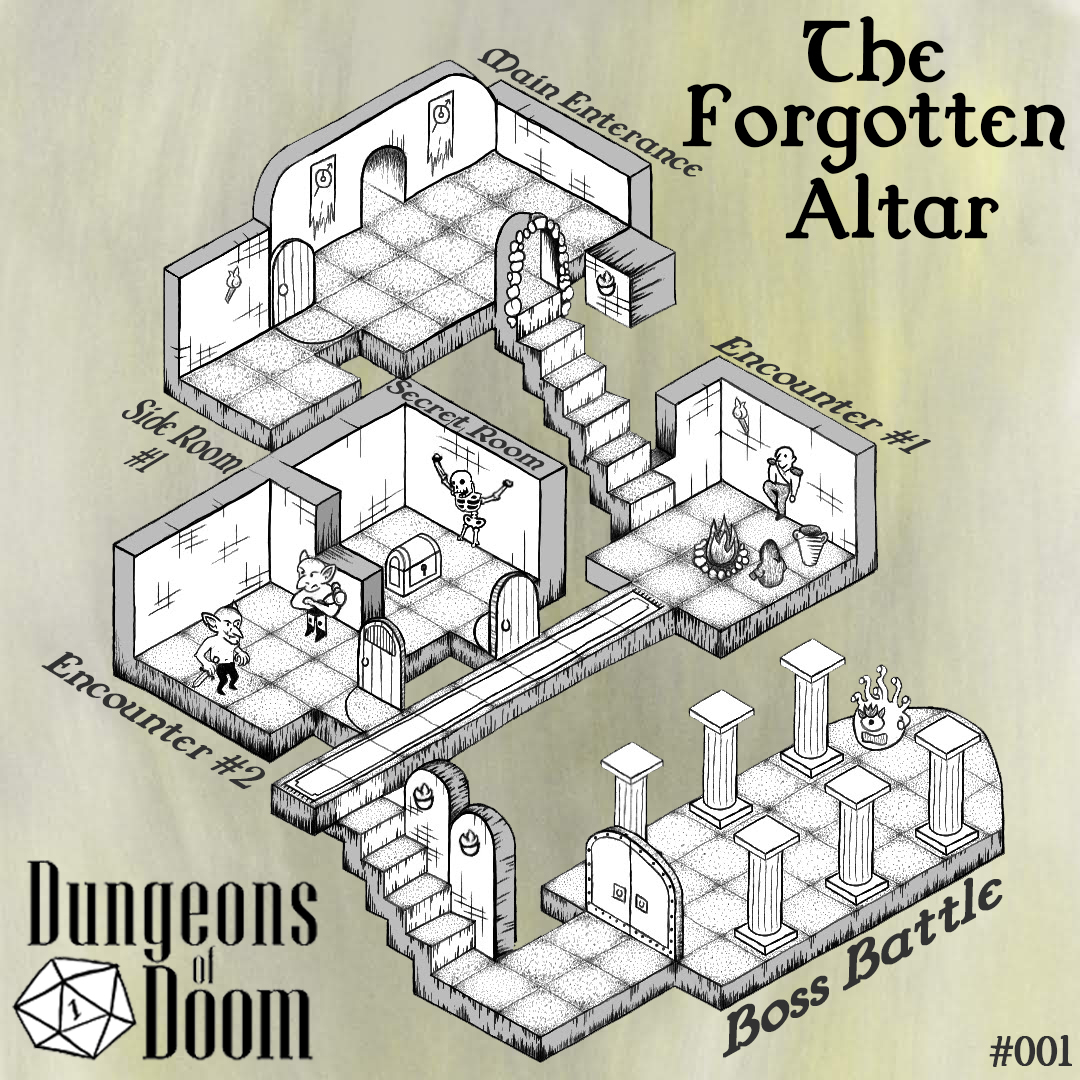 The
Forgotten
Altar
Main Enterance
Encounter #1
Side Room
#1
Secret Room
Encounter #2
Boss Battle
Dungeons
of
Doom
1
#001